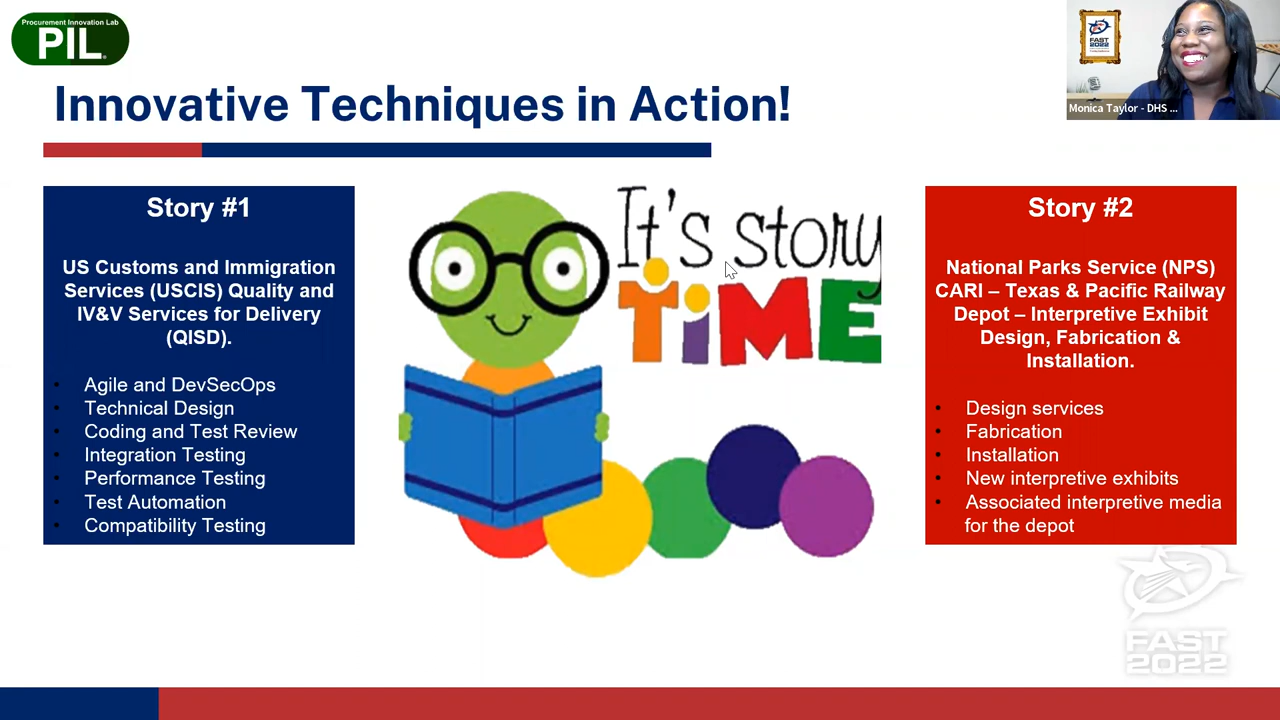 Procurement Innovation Lab
PIL
FAST
2022
Monica Taylor - DHS ...
Innovative Techniques in Action!
Story #1
US Customs and Immigration
Services (USCIS) Quality and
IV&V Services for Delivery
(QISD).
• Agile and DevSecOps
• Technical Design
• Coding and Test Review
• Integration Testing
• Performance Testing
• Test Automation
• Compatibility Testing
It's story
TiME
Story #2
National Parks Service (NPS)
CARI – Texas & Pacific Railway
Depot – Interpretive Exhibit
Design, Fabrication &
Installation.
• Design services
• Fabrication
• Installation
• New interpretive exhibits
• Associated interpretive media
for the depot
FAST
2022